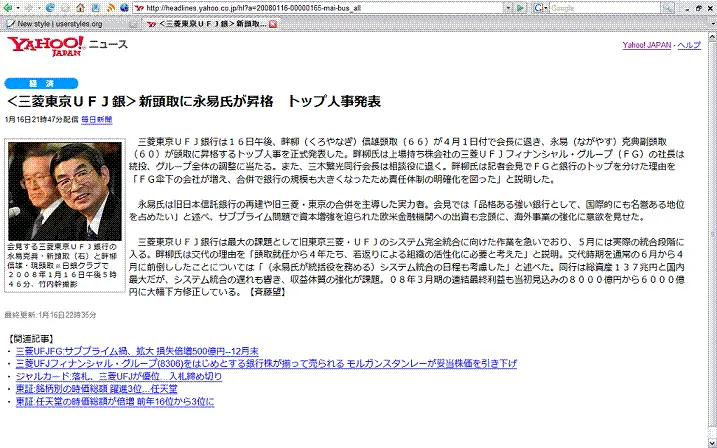 http://headlines.yahoo.co.jp/hl?a=20080116-00000165-mai-bus_all
Google
New style | userstyles.org
<三菱東京UFJ銀>新頭取...
YAHOO! ニュース
JAPAN
Yahoo! JAPAN - ヘルプ
経 済
<三菱東京UFJ銀>新頭取に永易氏が昇格 トップ人事発表
1月16日21時47分配信 毎日新聞
三菱東京UFJ銀行は16日午後、畔柳(くろやなぎ)信雄頭取(66)が4月1日付で会長に退き、永易(ながやす)克典副頭取
(60)が頭取に昇格するトップ人事を正式発表した。畔柳氏は上場持ち株会社の三菱UFJフィナンシャル・グループ(FG)の社長は
続投、グループ全体の調整に当たる。また、三木繁光同行会長は相談役に退く。畔柳氏は記者会見でFGと銀行のトップを分けた理由を
「FG傘下の会社が増え、合併で銀行の規模も大きくなったため責任体制の明確化を図った」と説明した。
永易氏は旧日本信託銀行の再建や旧三菱・東京の合併を主導した実力者。会見では「品格ある強い銀行として、国際的にも名誉ある地位
を占めたい」と述べ、サブプライム問題で資本増強を迫られた欧米金融機関への出資も念頭に、海外事業の強化に意欲を見せた。
三菱東京UFJ銀行は最大の課題として旧東京三菱・UFJのシステム完全統合に向けた作業を急いでおり、5月には実際の統合段階に
入る。畔柳氏は交代の理由を「頭取就任から4年たち、若返りによる組織の活性化に必要と考えた」と説明。交代時期を通常の6月から4
月に前倒ししたことについては「(永易氏が統括役を務める)システム統合の日程も考慮した」と述べた。同行は総資産137兆円と国内
最大だが、システム統合の遅れも響き、収益体質の強化が課題。08年3月期の連結最終利益も当初見込みの8000億円から6000億
円に大幅下方修正している。【斉藤望】
会見する三菱東京UFJ銀行の
永易克典・新頭取(右)と畔柳
信雄・現頭取=日銀クラブで
2008年1月16日午後5時
46分、竹内幹撮影
最終更新:1月16日22時35分
【関連記事】
・ 三菱UFJFG:サブプライム禍、拡大 損失倍増500億円--12月末
・ 三菱UFJフィナンシャル・グループ(8306)をはじめとする銀行株が揃って売られる モルガンスタンレーが妥当株価を引き下げ
・ ジャルカード:落札、三菱UFJが優位…入札締め切り
・ 東証:銘柄別の時価総額 躍進3位…任天堂
・ 東証:任天堂の時価総額が倍増 前年16位から3位に